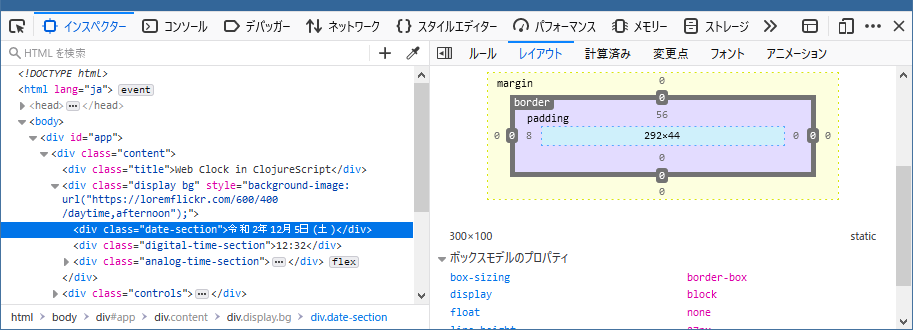 インスペクター コンソール デバッガー ネットワーク スタイルエディター パフォーマンス メモリー ストレージ
HTML を検索
<!DOCTYPE html>
<html lang="ja"> event
<head> </head>
<body>
<div id="app">
<div class="content">
<div class="title">Web Clock in ClojureScript</div>
<div class="display bg" style="background-image:
url("https://loremflickr.com/600/400
/daytime,afternoon");">
<div class="date-section">令和2年12月5日(土)</div>
<div class="digital-time-section">12:32</div>
<div class="analog-time-section"> </div> flex
</div>
<div class="controls"> </div>
html body div#app div.content div.display.bg div.date-section
ルール レイアウト 計算済み 変更点 フォント アニメーション
margin 0
border 0
padding 56
0 0 8 292×44 0 0 0
0
0
0
300×100 static
ボックスモデルのプロパティ
box-sizing border-box
display block
float none